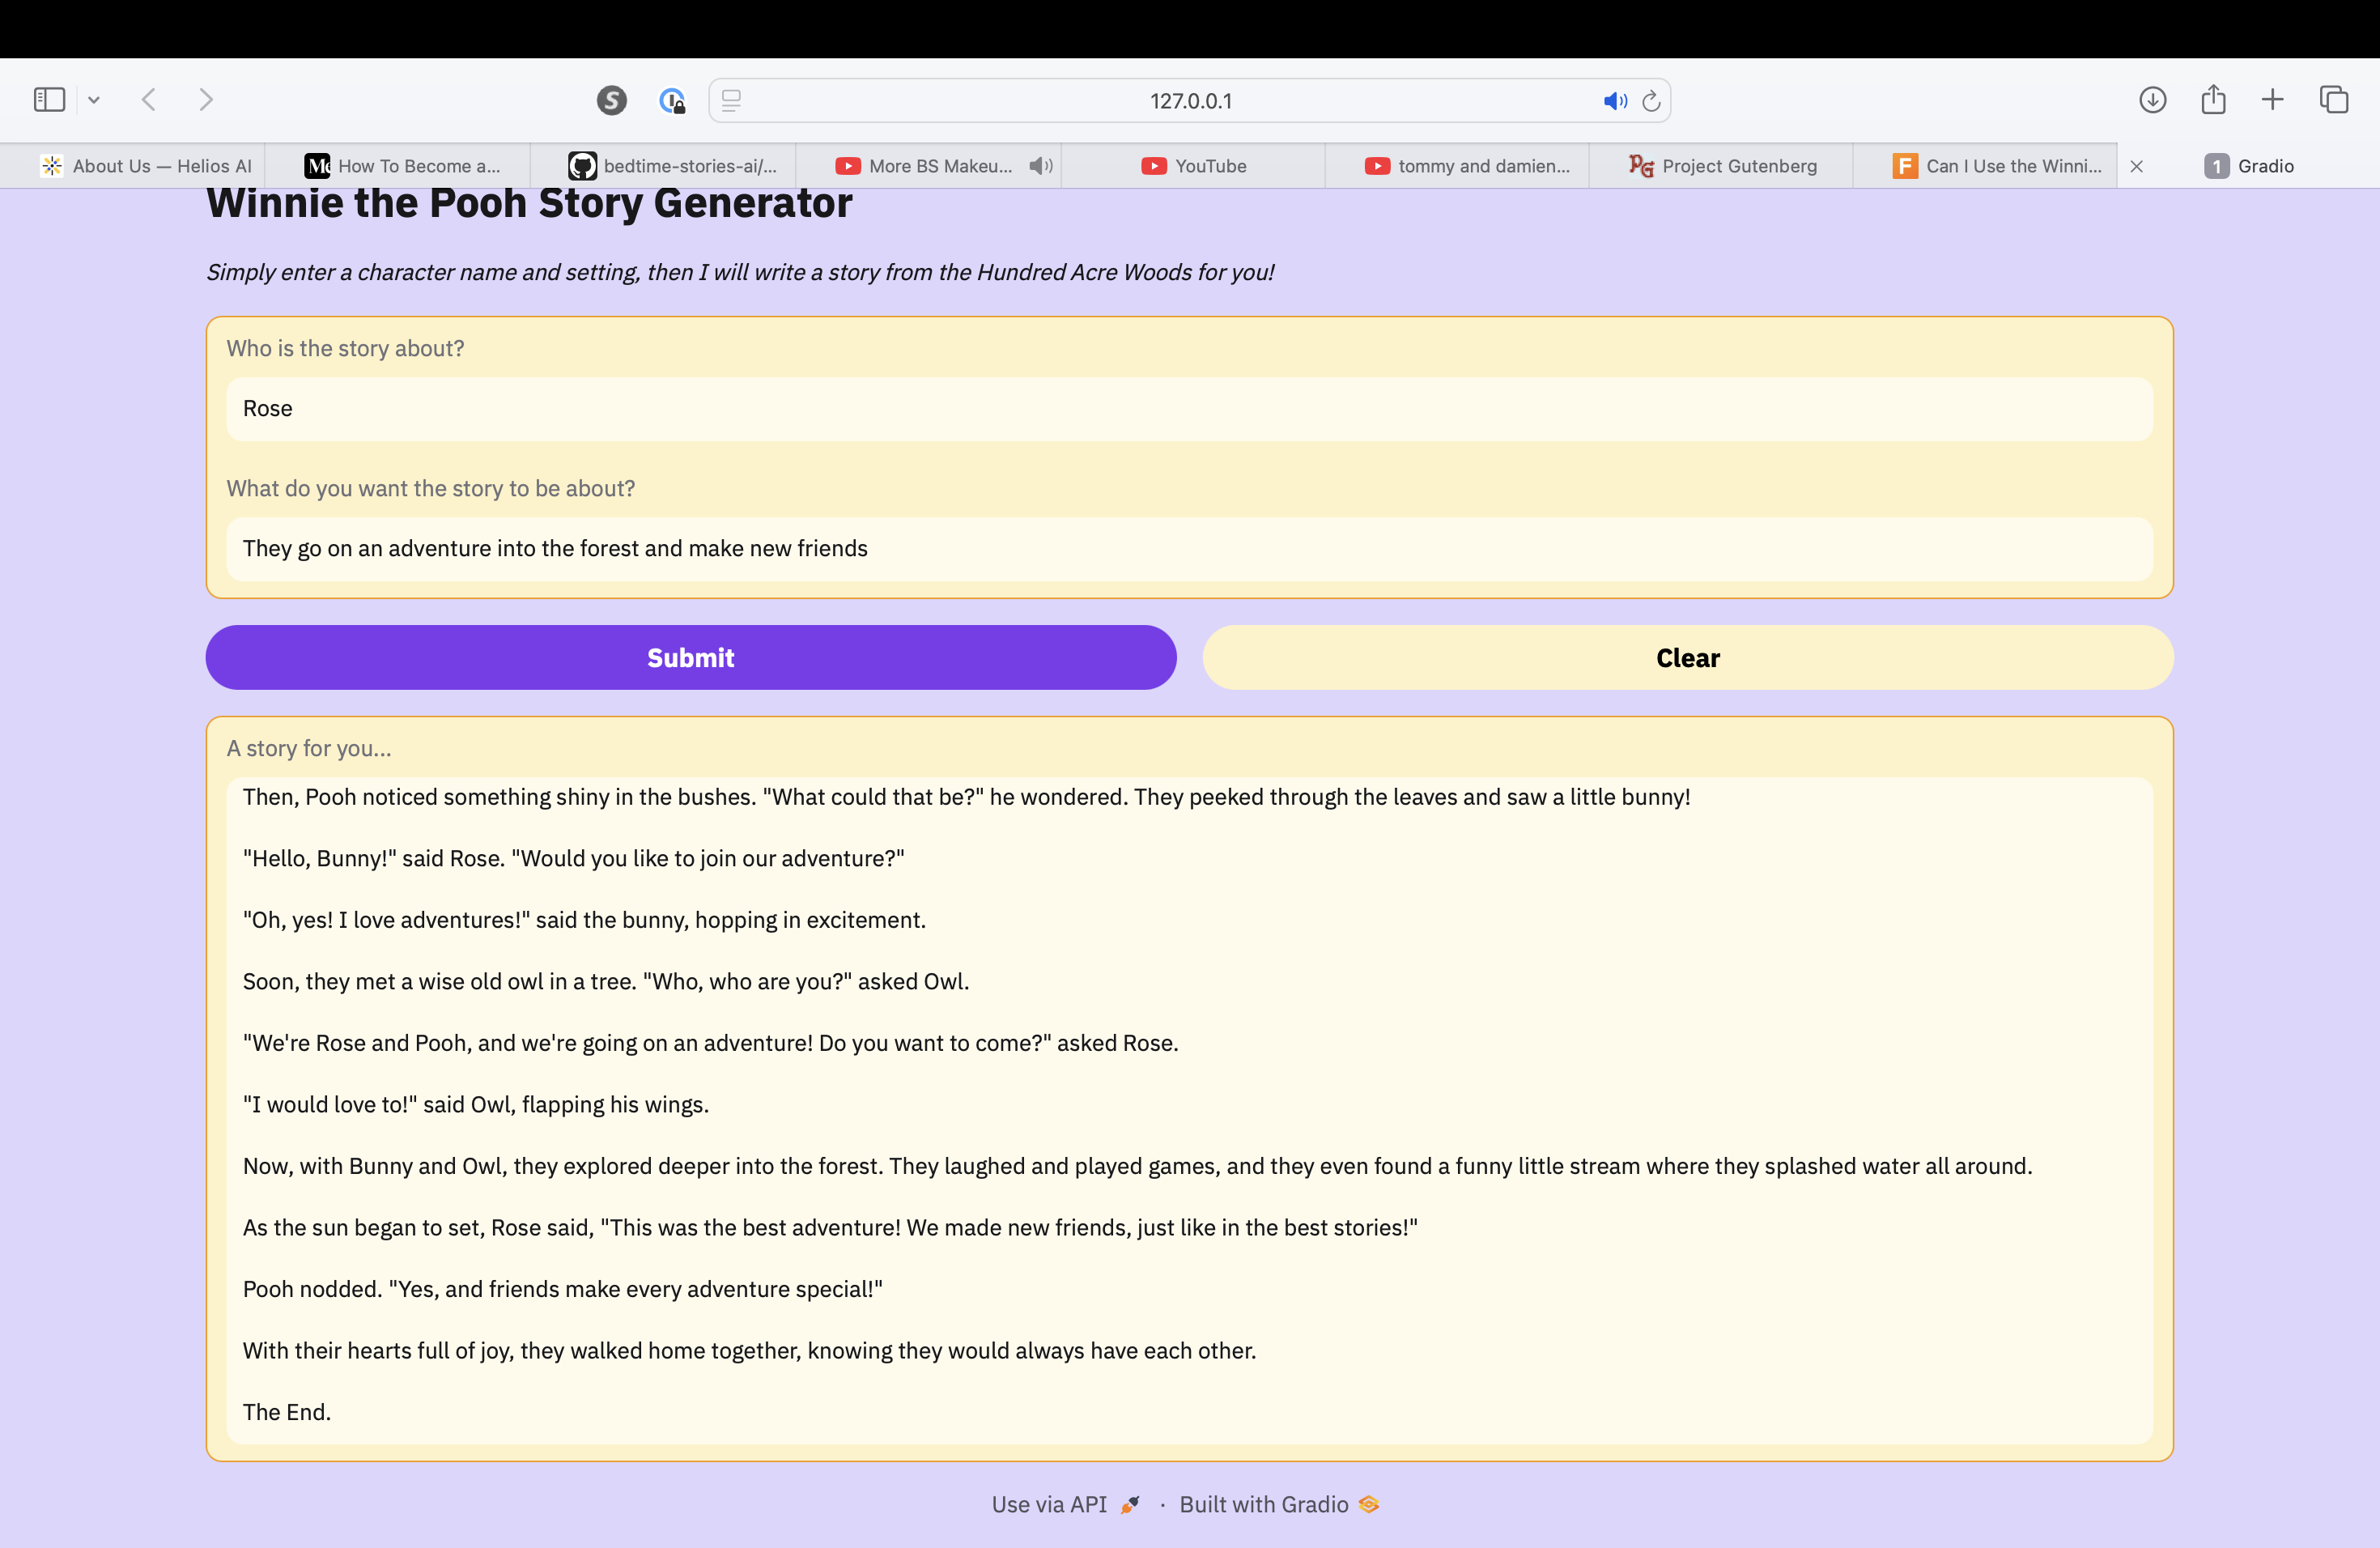 127.0.0.1
About Us — Helios AI
How To Become a...
bedtime-stories-ai/...
More BS Makeu...
YouTube
tommy and damien...
Project Gutenberg
Can I Use the Winni...
1 Gradio
Winnie the Pooh Story Generator
Simply enter a character name and setting, then I will write a story from the Hundred Acre Woods for you!
Who is the story about?
Rose
What do you want the story to be about?
They go on an adventure into the forest and make new friends
Submit
Clear
A story for you...
Then, Pooh noticed something shiny in the bushes. "What could that be?" he wondered. They peeked through the leaves and saw a little bunny!
"Hello, Bunny!" said Rose. "Would you like to join our adventure?"
"Oh, yes! I love adventures!" said the bunny, hopping in excitement.
Soon, they met a wise old owl in a tree. "Who, who are you?" asked Owl.
"We're Rose and Pooh, and we're going on an adventure! Do you want to come?" asked Rose.
"I would love to!" said Owl, flapping his wings.
Now, with Bunny and Owl, they explored deeper into the forest. They laughed and played games, and they even found a funny little stream where they splashed water all around.
As the sun began to set, Rose said, "This was the best adventure! We made new friends, just like in the best stories!"
Pooh nodded. "Yes, and friends make every adventure special!"
With their hearts full of joy, they walked home together, knowing they would always have each other.
The End.
Use via API · Built with Gradio